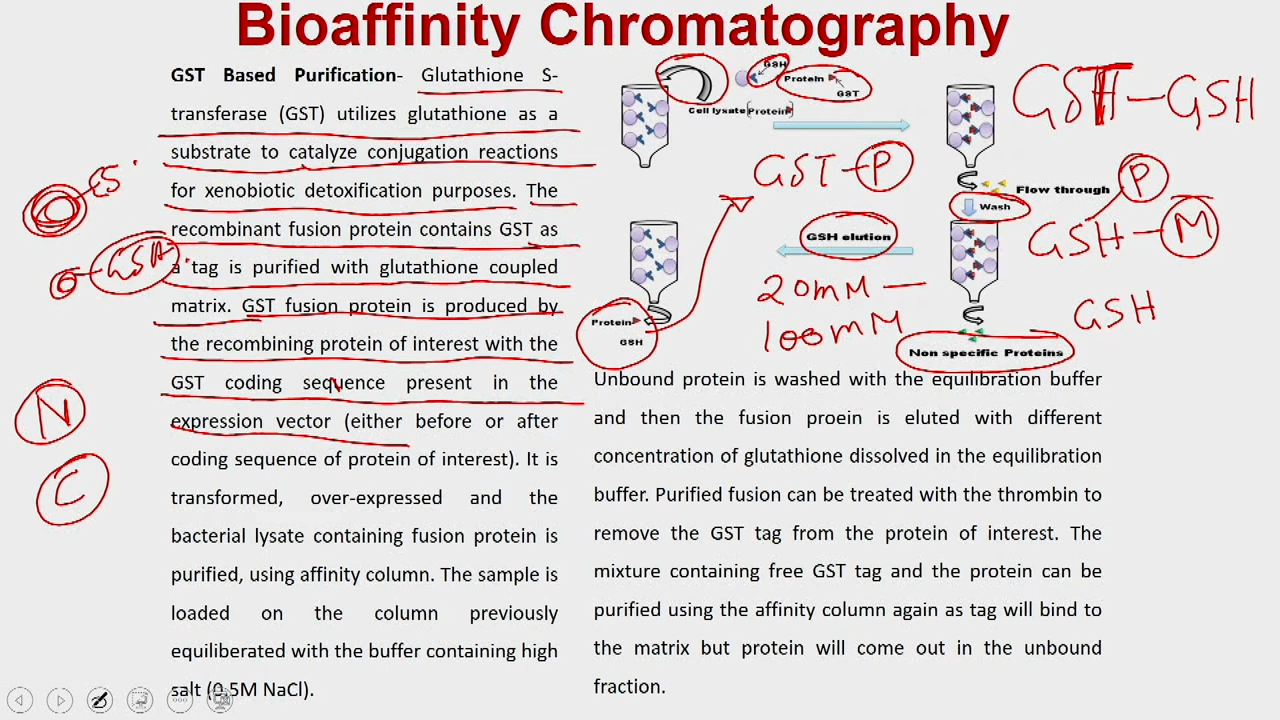 Bioaffinity Chromatography
GST Based Purification- Glutathione S-
transferase (GST) utilizes glutathione as a
substrate to catalyze conjugation reactions
for xenobiotic detoxification purposes. The
recombinant fusion protein contains GST as
a tag is purified with glutathione coupled
matrix. GST fusion protein is produced by
the recombining protein of interest with the
GST coding sequence present in the
expression vector (either before or after
coding sequence of protein of interest). It is
transformed, over-expressed and the
bacterial lysate containing fusion protein is
purified, using affinity column. The sample is
loaded on the column previously
equiliberated with the buffer containing high
salt (0.5M NaCl).
GSH
N
C
GSH
Protein
GST
Cell lysate (Protein)
GST-GSH
GST-P
Flow through
Wash
P
GSH-M
GSH elution
20mM -
100mM
GSH
Protein
GSH
Non specific Proteins
Unbound protein is washed with the equilibration buffer
and then the fusion proein is eluted with different
concentration of glutathione dissolved in the equilibration
buffer. Purified fusion can be treated with the thrombin to
remove the GST tag from the protein of interest. The
mixture containing free GST tag and the protein can be
purified using the affinity column again as tag will bind to
the matrix but protein will come out in the unbound
fraction.